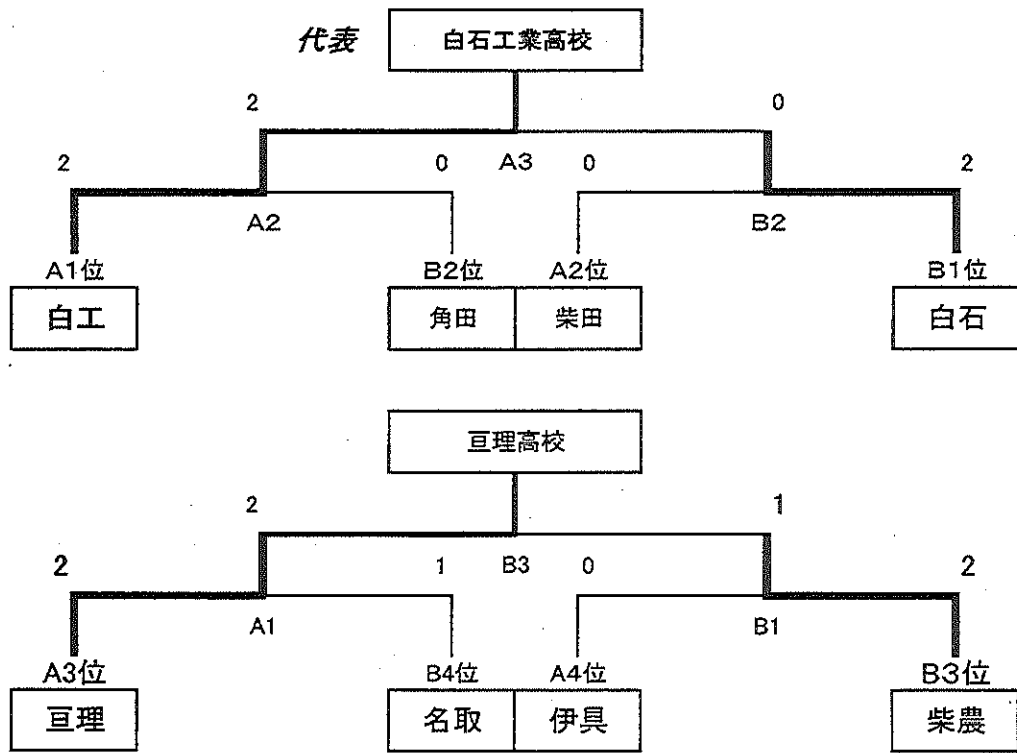 代表 白石工業高校
2 0
2 0 A3 0 2
A2 B2
A1位 B2位 A2位 B1位
白工 角田 柴田 白石
亘理高校
2 1
2 1 B3 0 2
A1 B1
A3位 B4位 A4位 B3位
亘理 名取 伊具 柴農